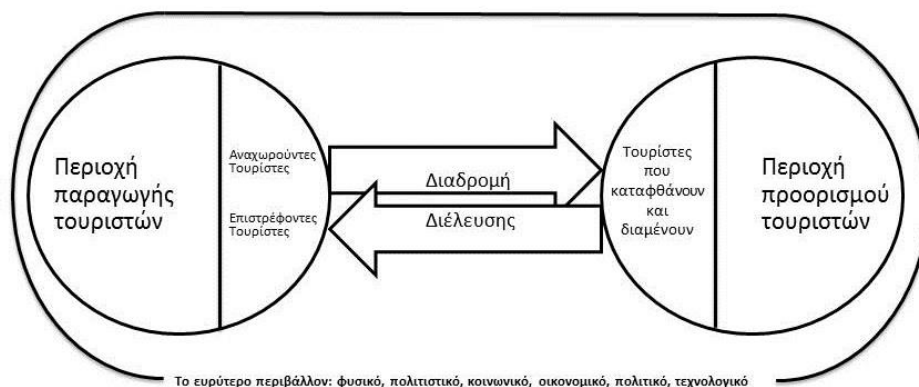 Περιοχή
παραγωγής
τουριστών
Αναχωρούντες
Τουρίστες
Επιστρέφοντες
Τουρίστες
Διαδρομή
Διέλευσης
Τουρίστες
που
καταφθάνουν
και
διαμένουν
Περιοχή
προορισμού
τουριστών
Το ευρύτερο περιβάλλον: φυσικό, πολιτιστικό, κοινωνικό, οικονομικό, πολιτικό, τεχνολογικό